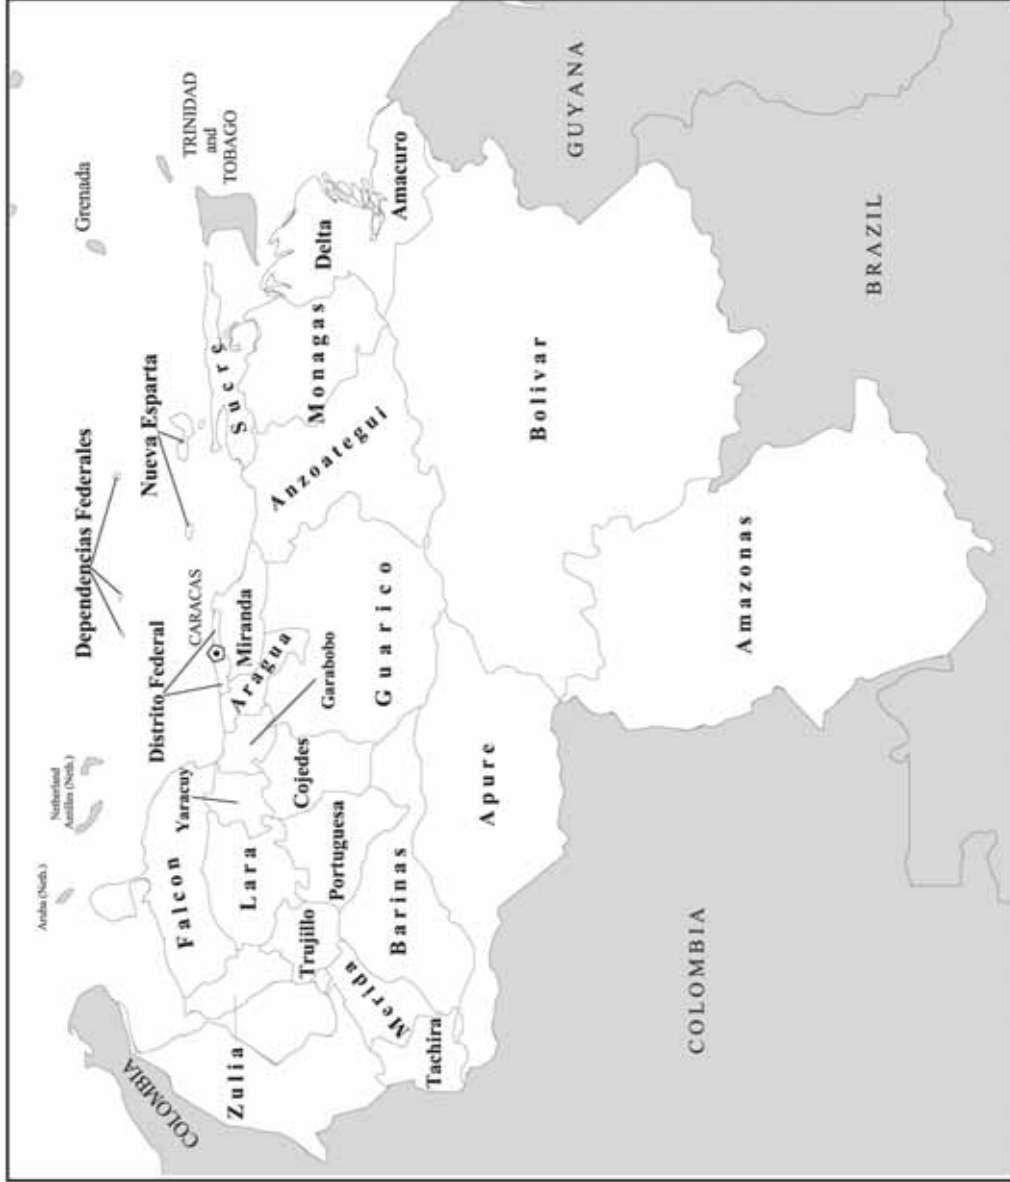 Grenada
TRINIDAD
and
TOBAGO
Dependencias Federales
Nueva Esparta
Distrito Federal
CARACAS
Netherland
Antilles (Neth.)
Aruba (Neth.)
COLOMBIA
Zulia
Falcon
Yaracuy
Lara
Miranda
Aragua
Garabobo
Sucre
Monagas
Delta
Amacuro
Anzoategui
Guarico
Cojedes
Portuguesa
Trujillo
Merida
Tachira
Barinas
Apure
Bolivar
Amazonas
GUYANA
BRAZIL
COLOMBIA